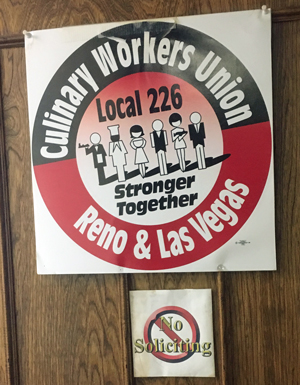 Culinary Workers Union
Local 226
Stronger
Together
Reno & Las Vegas
No
Soliciting